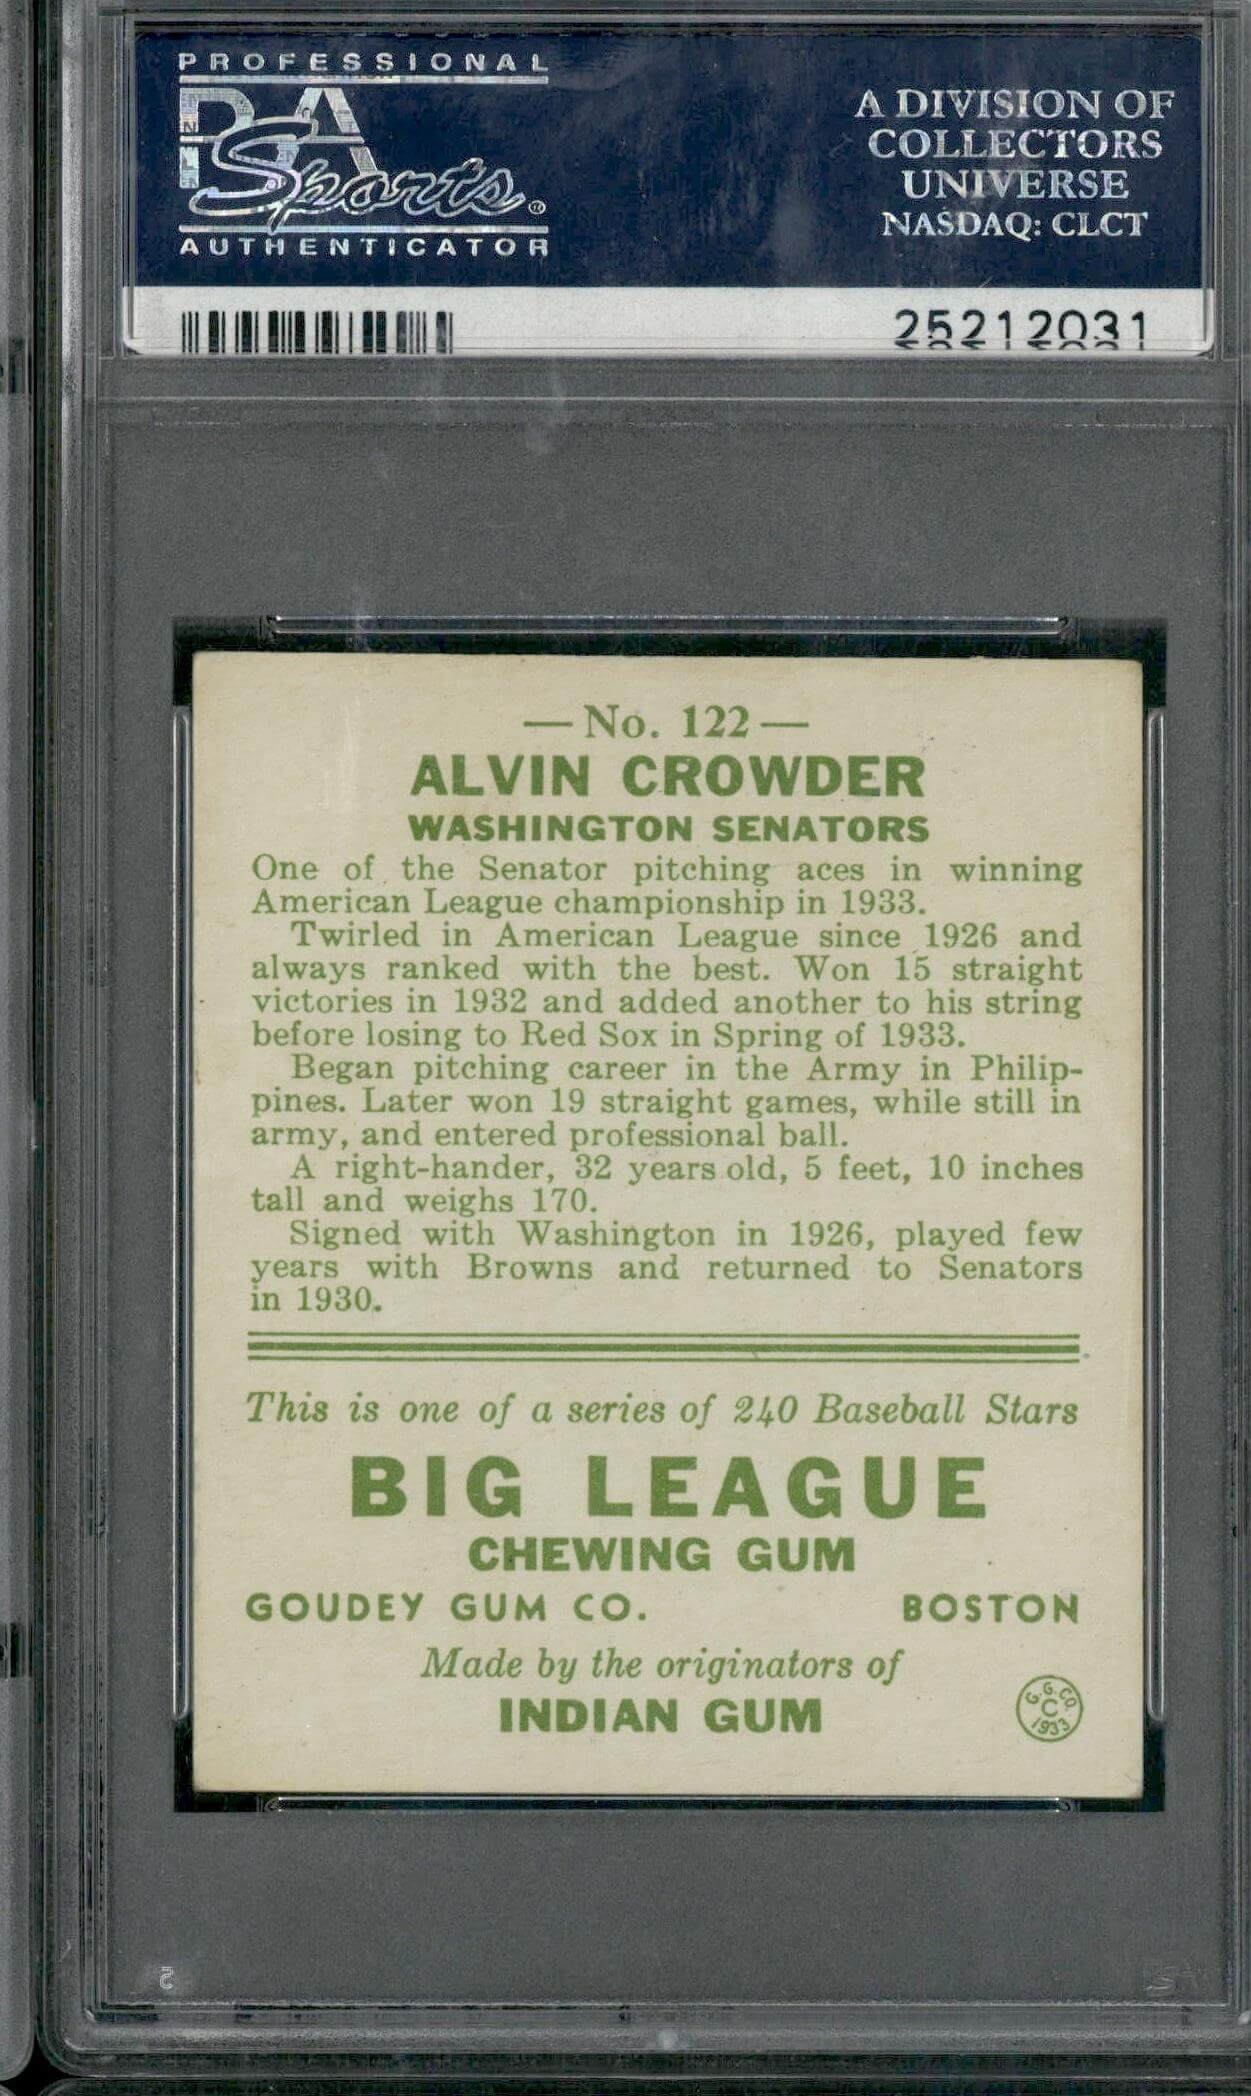 PROFESSIONAL
PSA
Sports®
AUTHENTICATOR
A DIVISION OF
COLLECTORS
UNIVERSE
NASDAQ: CLCT
25212031
—No. 122—
ALVIN CROWDER
WASHINGTON SENATORS
One of the Senator pitching aces in winning
American League championship in 1933.
Twirled in American League since 1926 and
always ranked with the best. Won 15 straight
victories in 1932 and added another to his string
before losing to Red Sox in Spring of 1933.
Began pitching career in the Army in Philip-
pines. Later won 19 straight games, while still in
army, and entered professional ball.
A right-hander, 32 years old, 5 feet, 10 inches
tall and weighs 170.
Signed with Washington in 1926, played few
years with Browns and returned to Senators
in 1930.
This is one of a series of 240 Baseball Stars
BIG LEAGUE
CHEWING GUM
GOUDEY GUM CO. BOSTON
Made by the originators of
INDIAN GUM
G. G. CO.
C
1933